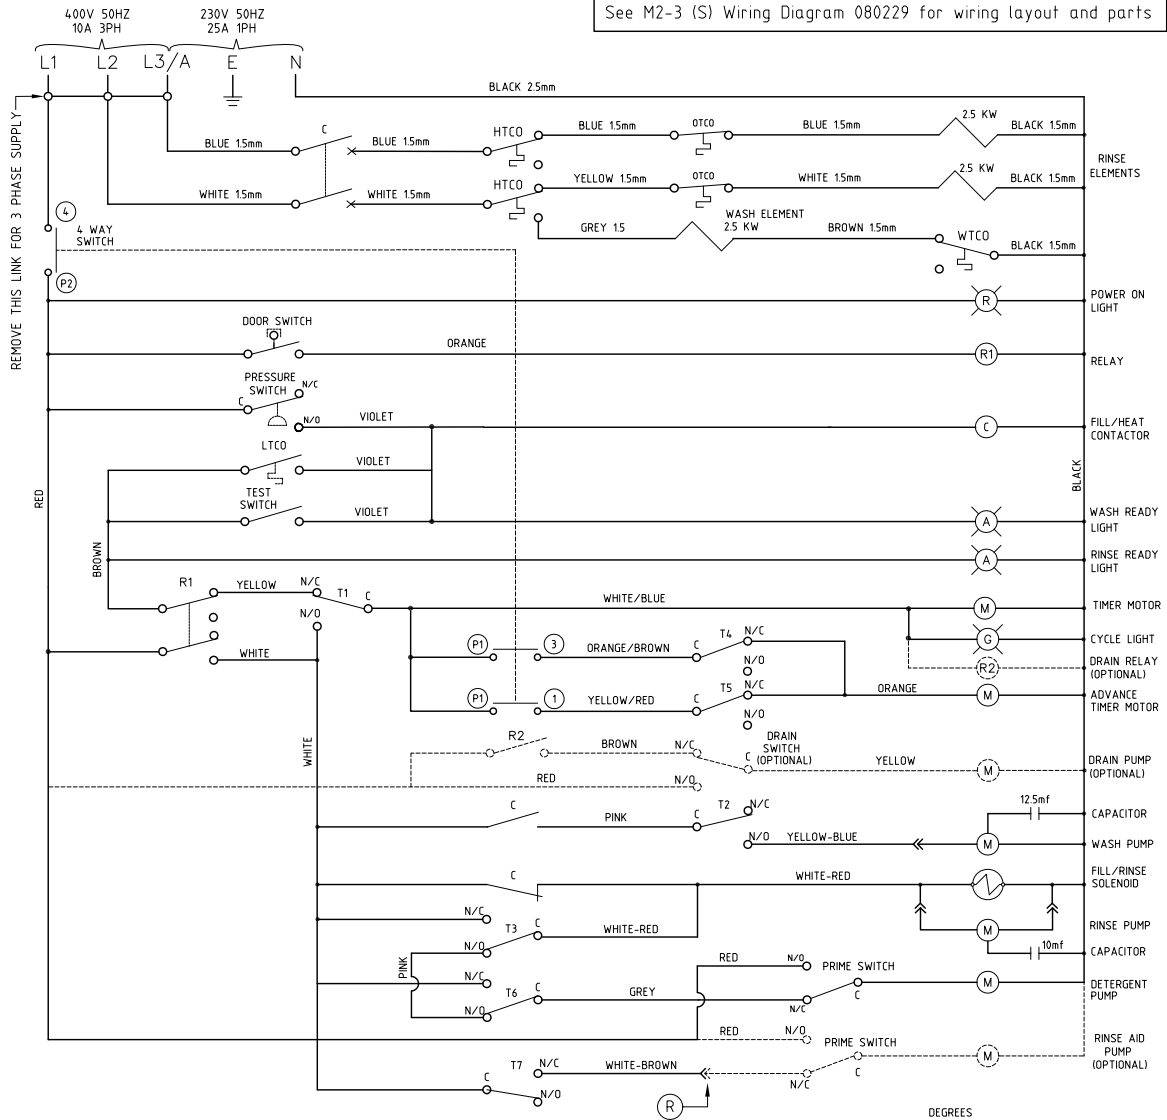 See M2-3 (S) Wiring Diagram 080229 for wiring layout and parts
400V 50HZ
10A 3PH
230V 50HZ
25A 1PH
L1
L2
L3/A
E
N
REMOVE THIS LINK FOR 3 PHASE SUPPLY
BLACK 2.5mm
BLUE 1.5mm
C
BLUE 1.5mm
HTCO
BLUE 1.5mm
OTCO
BLUE 1.5mm
2.5 KW
BLACK 1.5mm
RINSE
ELEMENTS
WHITE 1.5mm
WHITE 1.5mm
HTCO
YELLOW 1.5mm
OTCO
WHITE 1.5mm
2.5 KW
BLACK 1.5mm
4
4 WAY
SWITCH
P2
GREY 1.5
WASH ELEMENT
2.5 KW
BROWN 1.5mm
WTCO
BLACK 1.5mm
R
POWER ON
LIGHT
DOOR SWITCH
ORANGE
R1
RELAY
PRESSURE
SWITCH
N/C
C
N/O
VIOLET
C
FILL/HEAT
CONTACTOR
LTCO
VIOLET
BLACK
RED
TEST
SWITCH
VIOLET
A
WASH READY
LIGHT
BROWN
A
RINSE READY
LIGHT
R1
YELLOW
N/C
T1
C
N/O
WHITE/BLUE
M
TIMER MOTOR
WHITE
P1
3
ORANGE/BROWN
C
T4
N/C
N/O
G
CYCLE LIGHT
R2
DRAIN RELAY
(OPTIONAL)
P1
1
YELLOW/RED
C
T5
N/C
N/O
ORANGE
M
ADVANCE
TIMER MOTOR
WHITE
R2
BROWN
N/C
DRAIN
SWITCH
(OPTIONAL)
C
YELLOW
M
DRAIN PUMP
(OPTIONAL)
RED
N/O
C
PINK
C
T2
N/C
N/O
YELLOW-BLUE
12.5mf
CAPACITOR
M
WASH PUMP
C
WHITE-RED
FILL/RINSE
SOLENOID
N/C
T3
C
N/O
WHITE-RED
M
RINSE PUMP
10mf
CAPACITOR
PINK
N/C
T6
C
N/O
GREY
RED
N/O
PRIME SWITCH
N/C
C
M
DETERGENT
PUMP
RED
N/O
PRIME SWITCH
N/C
C
M
RINSE AID
PUMP
(OPTIONAL)
C
T7
N/C
N/O
WHITE-BROWN
R
DEGREES